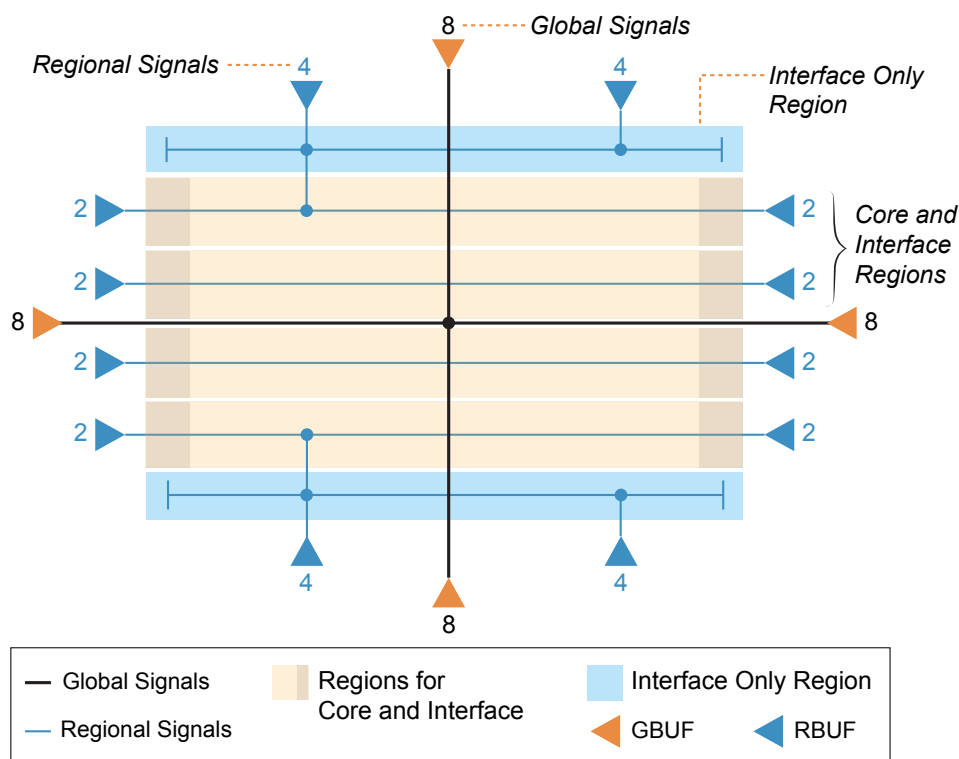 8 Global Signals
Regional Signals 4 4
Interface Only
Region
2 2
Core and
Interface
Regions
2 2
8 8
2 2
2 2
4 4
8
Global Signals
Regions for
Core and Interface
Interface Only Region
Regional Signals
GBUF
RBUF